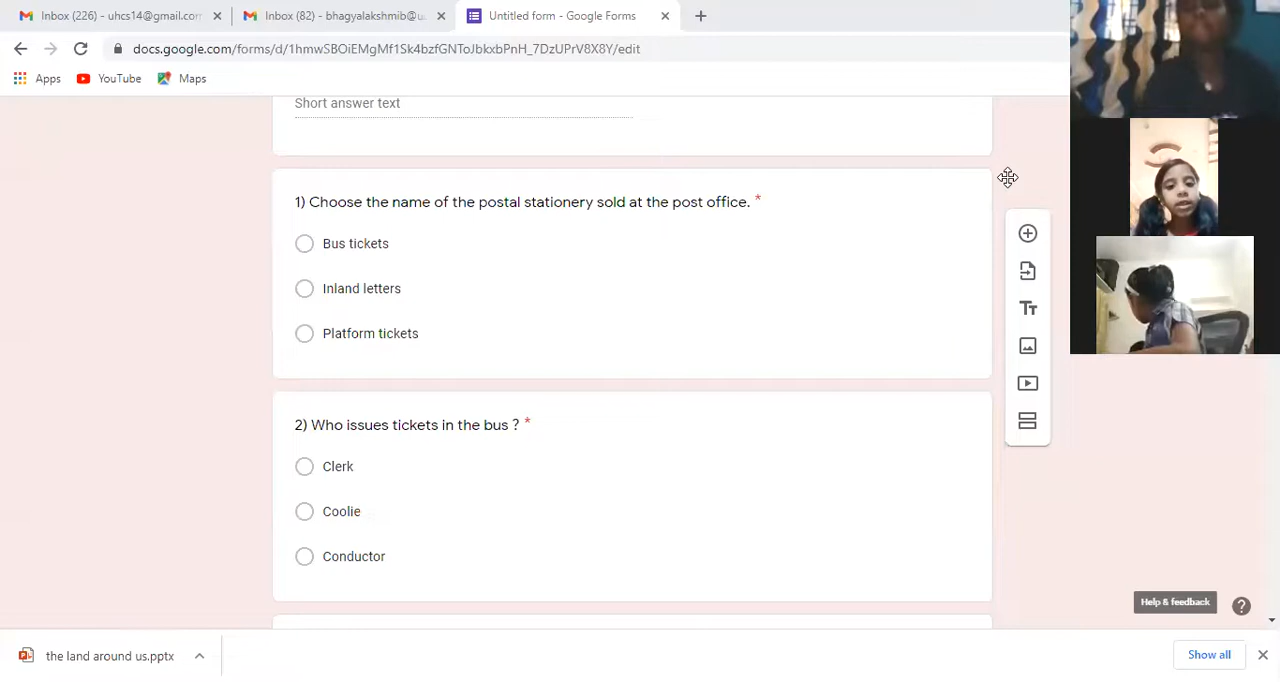 Inbox (226) - uhcs14@gmail.com
Inbox (82) - bhagyalakshmib@u
Untitled form - Google Forms
docs.google.com/forms/d/1hmwSBOiEMgMf1Sk4bzfGNToJbkxbPnH_7DzUPrV8X8Y/edit
Apps
YouTube
Maps
Short answer text
1) Choose the name of the postal stationery sold at the post office. *
Bus tickets
Inland letters
Platform tickets
2) Who issues tickets in the bus ? *
Clerk
Coolie
Conductor
Help & feedback
the land around us.pptx
Show all